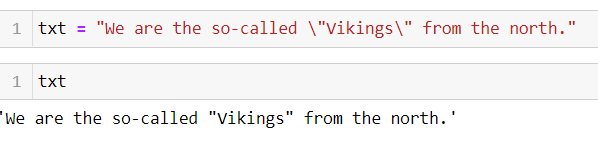 1 txt = "We are the so-called \"Vikings\" from the north."
1 txt
'We are the so-called "Vikings" from the north.'